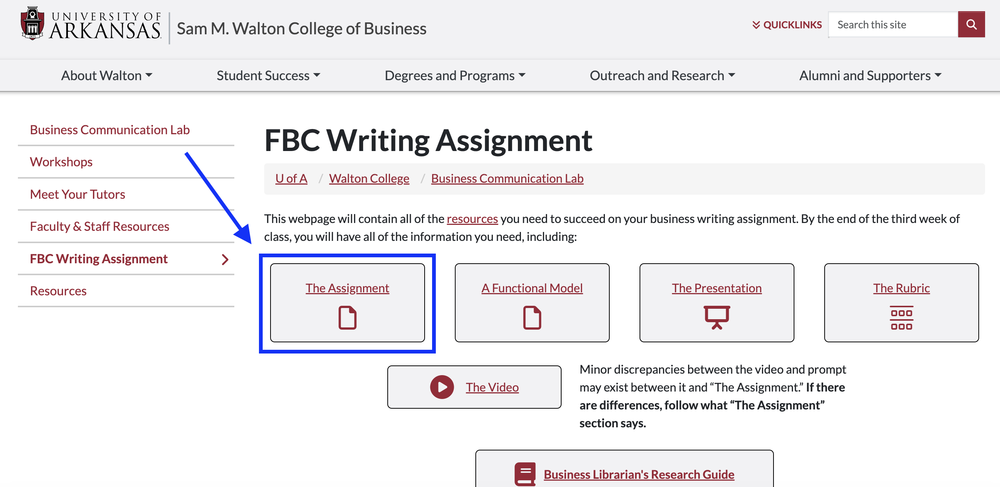 UNIVERSITY OF
ARKANSAS
1871
Sam M. Walton College of Business
QUICKLINKS
Search this site
About Walton
Student Success
Degrees and Programs
Outreach and Research
Alumni and Supporters
Business Communication Lab
Workshops
Meet Your Tutors
Faculty & Staff Resources
FBC Writing Assignment
Resources
FBC Writing Assignment
U of A / Walton College / Business Communication Lab
This webpage will contain all of the resources you need to succeed on your business writing assignment. By the end of the third week of
class, you will have all of the information you need, including:
The Assignment
A Functional Model
The Presentation
The Rubric
The Video
Minor discrepancies between the video and prompt
may exist between it and “The Assignment.” If there
are differences, follow what “The Assignment”
section says.
Business Librarian's Research Guide